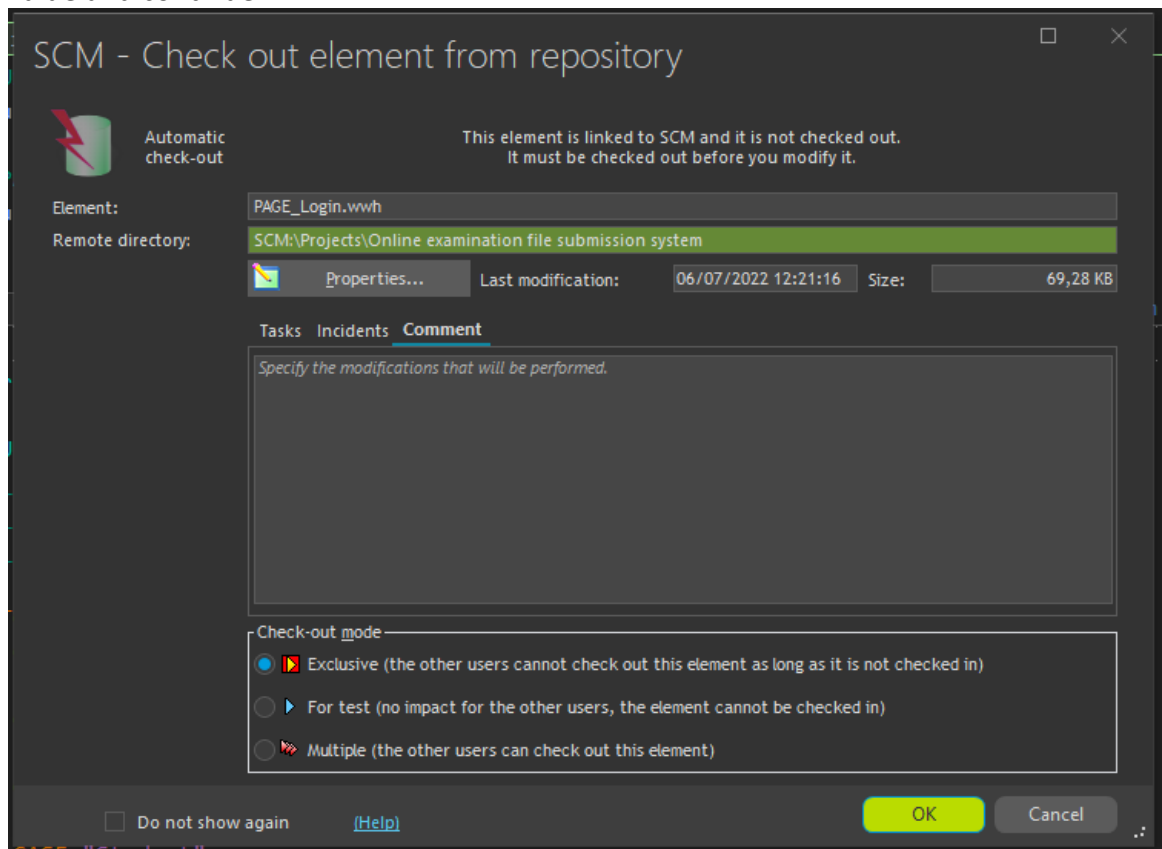 SCM - Check out element from repository
Automatic
check-out
This element is linked to SCM and it is not checked out.
It must be checked out before you modify it.
Element:
PAGE_Login.wwh
Remote directory:
SCM:\Projects\Online examination file submission system
Properties...
Last modification:
06/07/2022 12:21:16
Size:
69,28 KB
Tasks Incidents Comment
Specify the modifications that will be performed.
Check-out mode
Exclusive (the other users cannot check out this element as long as it is not checked in)
For test (no impact for the other users, the element cannot be checked in)
Multiple (the other users can check out this element)
Do not show again
(Help)
OK
Cancel